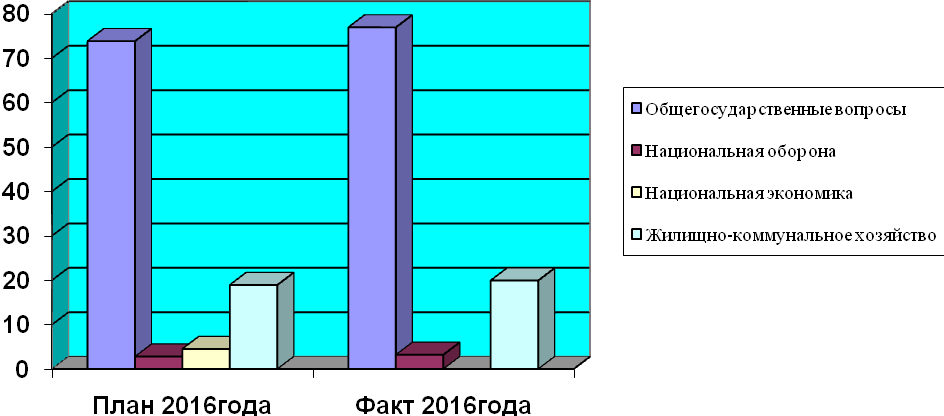 80
70
60
50
40
30
20
10
0
План 2016года
Факт 2016года
Общегосударственные вопросы
Национальная оборона
Национальная экономика
Жилищно-коммунальное хозяйство